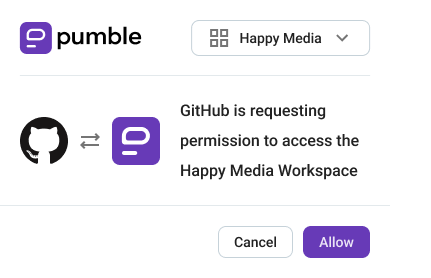 pumble
Happy Media
GitHub is requesting
permission to access the
Happy Media Workspace
Cancel
Allow